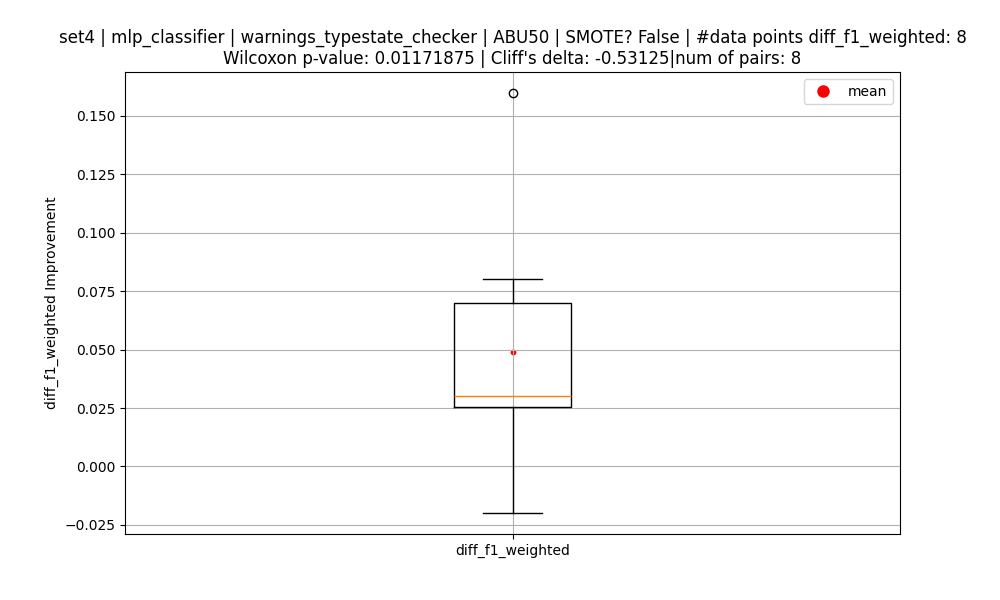 set4 | mlp_classifier | warnings_typestate_checker | ABU50 | SMOTE? False | #data points diff_f1_weighted: 8
Wilcoxon p-value: 0.01171875 | Cliff's delta: -0.53125|num of pairs: 8
mean
0.150
0.125
0.100
0.075
0.050
0.025
0.000
−0.025
diff_f1_weighted Improvement
diff_f1_weighted